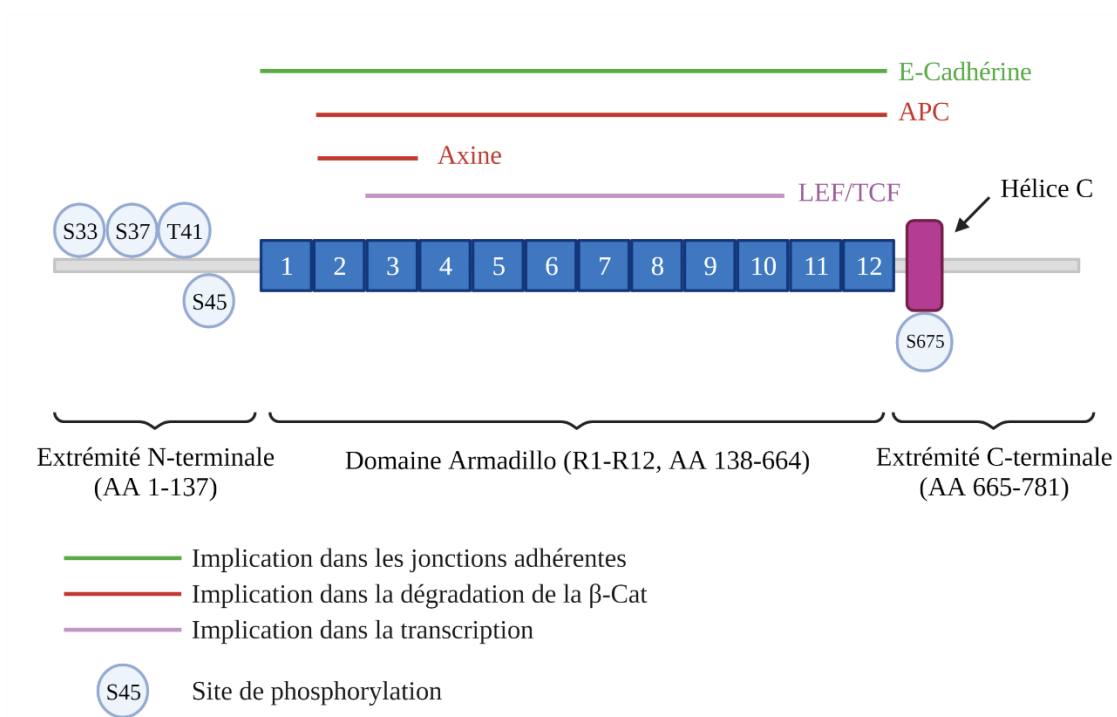 E-Cadhérine
APC
Axine
LEF/TCF
Hélice C
S33 S37 T41
S45
1 2 3 4 5 6 7 8 9 10 11 12
S675
Extrémité N-terminale
(AA 1-137)
Domaine Armadillo (R1-R12, AA 138-664)
Extrémité C-terminale
(AA 665-781)
Implication dans les jonctions adhérentes
Implication dans la dégradation de la β-Cat
Implication dans la transcription
S45 Site de phosphorylation